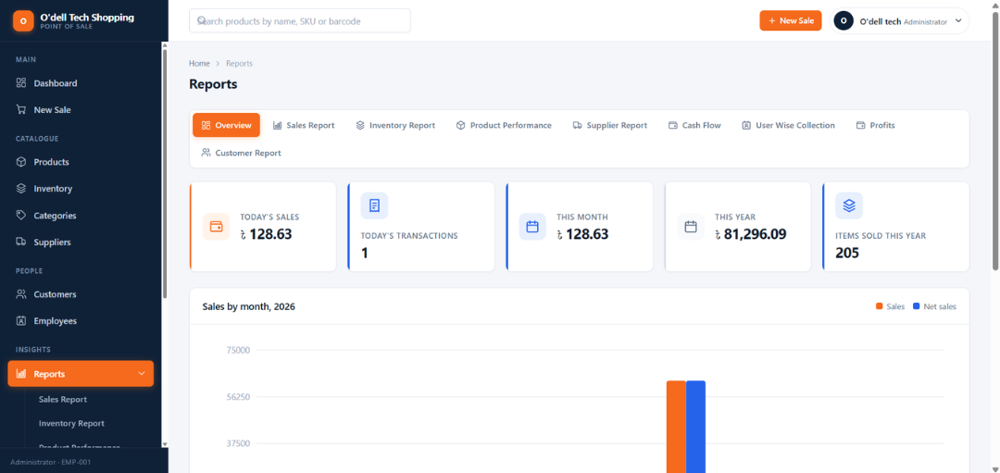 O'dell Tech Shopping
POINT OF SALE
MAIN
Dashboard
New Sale
CATALOGUE
Products
Inventory
Categories
Suppliers
PEOPLE
Customers
Employees
INSIGHTS
Reports
Sales Report
Inventory Report
Product Performance
Administrator - EMP-001
Search products by name, SKU or barcode
+ New Sale
O O'dell tech Administrator
Home > Reports
Reports
Overview Sales Report Inventory Report Product Performance Supplier Report Cash Flow User Wise Collection Profits
Customer Report
TODAY'S SALES
৳ 128.63
TODAY'S TRANSACTIONS
1
THIS MONTH
৳ 128.63
THIS YEAR
৳ 81,296.09
ITEMS SOLD THIS YEAR
205
Sales by month, 2026
Sales Net sales
75000
56250
37500